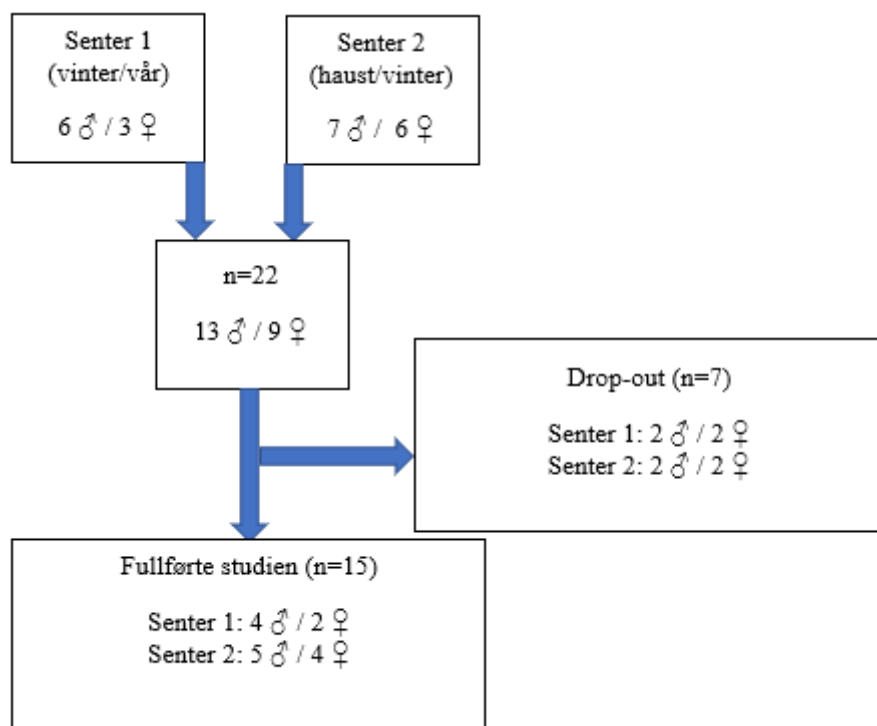 Senter 1
(vinter/vår)
6 ♂ / 3 ♀
Senter 2
(haust/vinter)
7 ♂ / 6 ♀
n=22
13 ♂ / 9 ♀
Drop-out (n=7)
Senter 1: 2 ♂ / 2 ♀
Senter 2: 2 ♂ / 2 ♀
Fullførte studien (n=15)
Senter 1: 4 ♂ / 2 ♀
Senter 2: 5 ♂ / 4 ♀